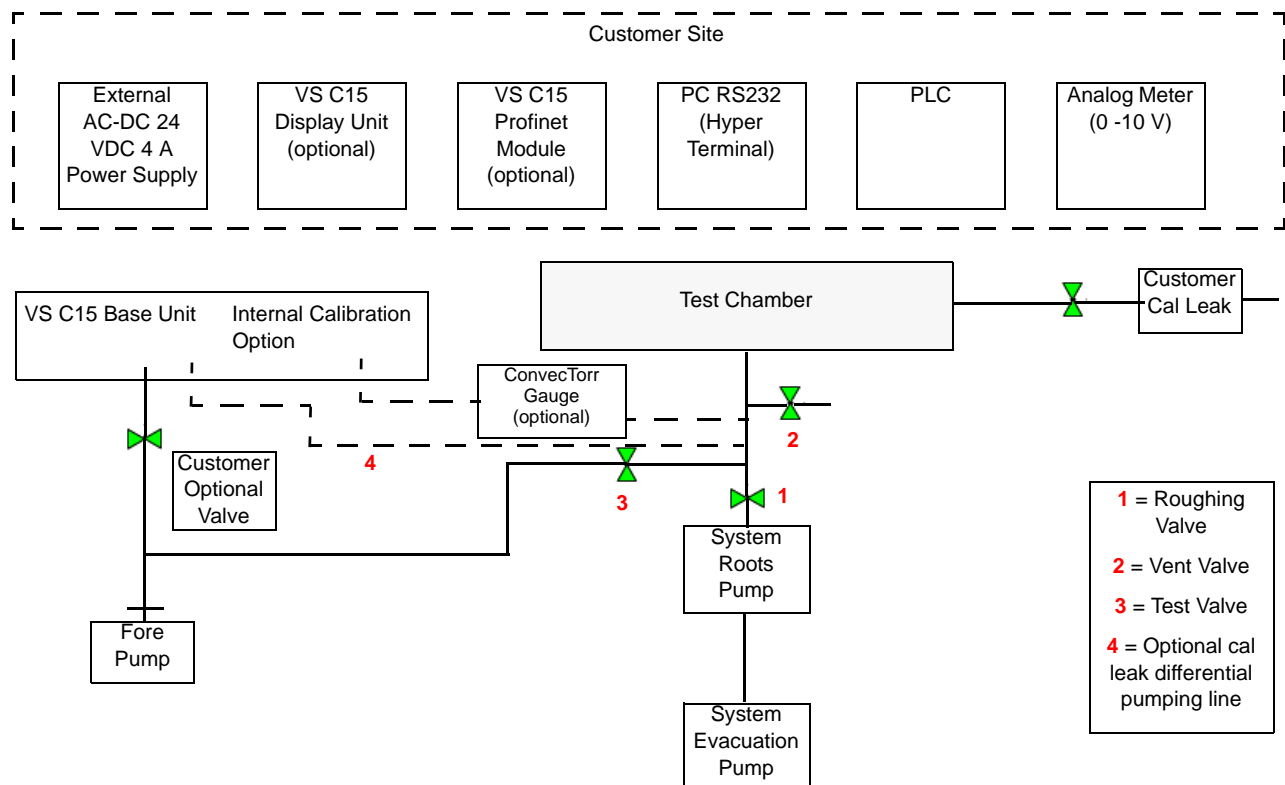 Customer Site
External
AC-DC 24
VDC 4 A
Power Supply
VS C15
Display Unit
(optional)
VS C15
Profinet
Module
(optional)
PC RS232
(Hyper
Terminal)
PLC
Analog Meter
(0 -10 V)
VS C15 Base Unit
Internal Calibration
Option
Test Chamber
Customer
Cal Leak
ConvecTorr
Gauge
(optional)
2
4
Customer
Optional
Valve
3
1
System
Roots
Pump
Fore
Pump
System
Evacuation
Pump
1 = Roughing
Valve
2 = Vent Valve
3 = Test Valve
4 = Optional cal
leak differential
pumping line